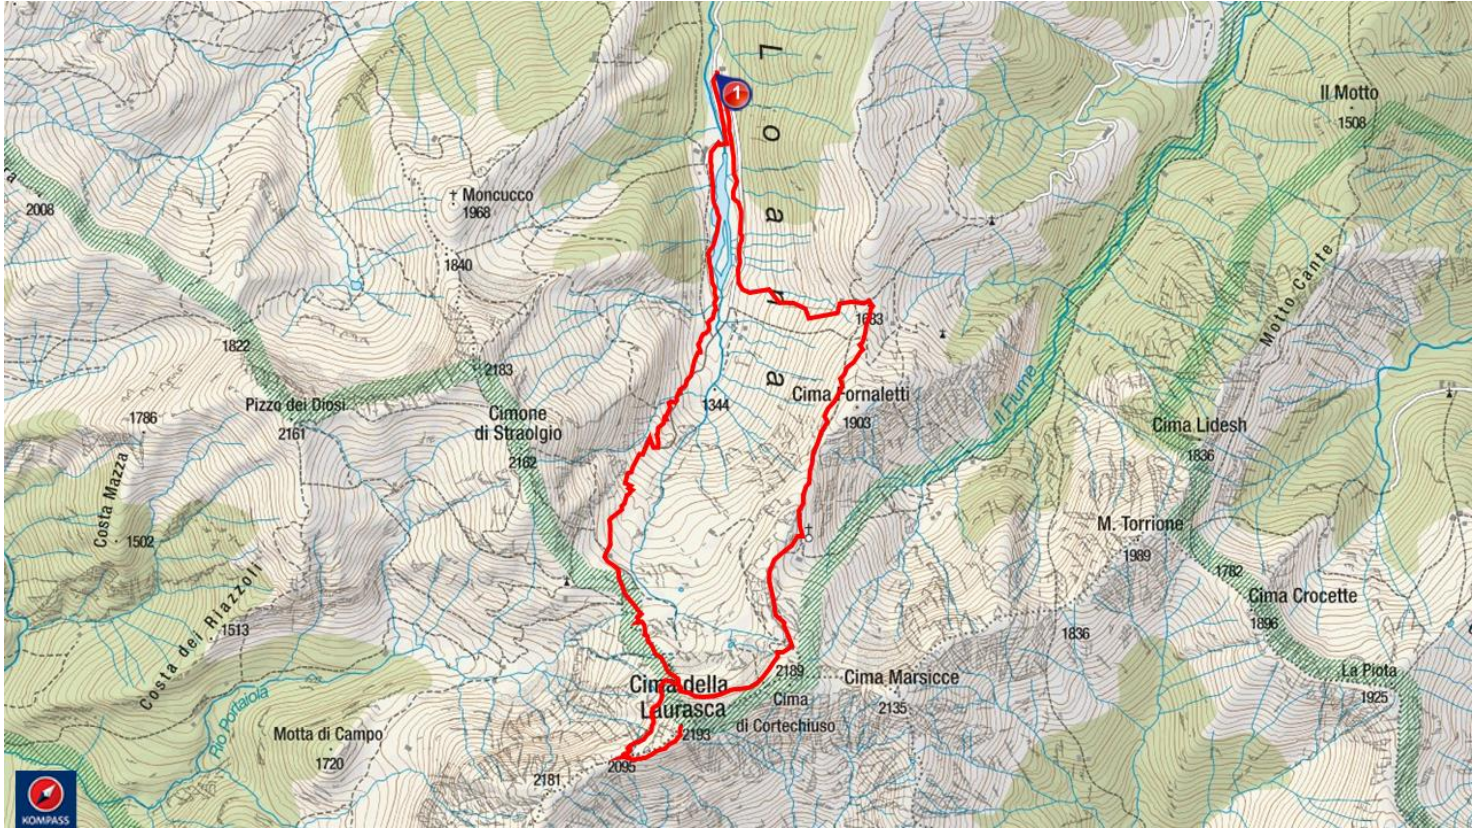 L
o
a
r
a
1
Il Motto
1508
Moncucco
1968
ra
2008
1840
Motto Cante
1683
1822
2183
Il Fiume
Pizzo dei Diosi
2161
1786
1344
Cima Fornaletti
1903
Cimone
di Straolgio
2162
Cima Lidesh
1836
Costa Mazza
1502
M. Torrione
1989
1762
Cima Crocette
1896
Costa dei Riazzoli
1513
1836
2189
Cima Marsicce
2135
La Piota
1925
Cima della
Laurasca
2193
Cima
di Cortechiuso
Rio Portaiola
Motta di Campo
1720
2181
2095
KOMPASS